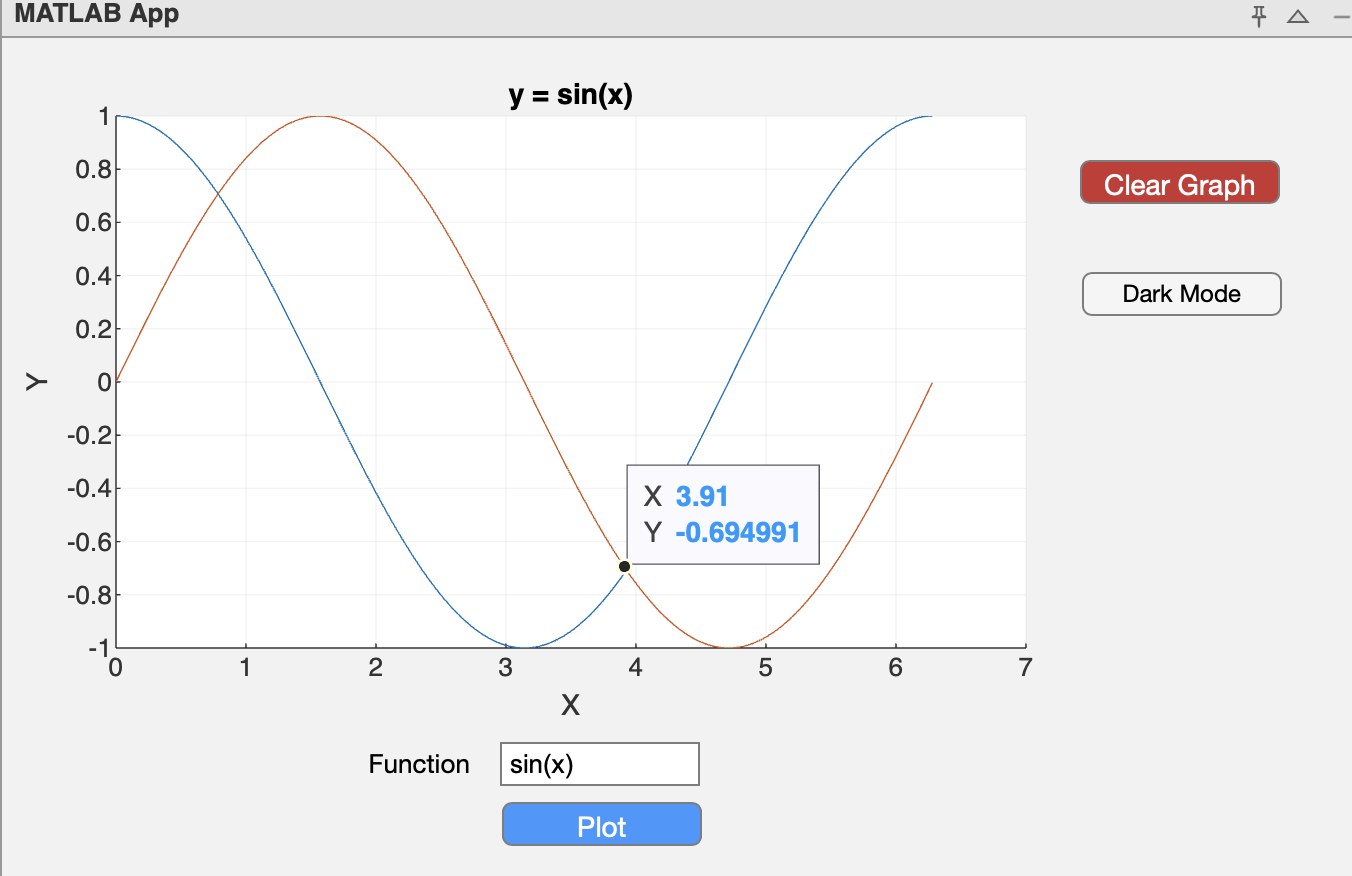 MATLAB App
y = sin(x)
1
0.8
0.6
0.4
0.2
0
-0.2
-0.4
-0.6
-0.8
-1
Y
X 3.91
Y -0.694991
0 1 2 3 4 5 6 7
X
Clear Graph
Dark Mode
Function sin(x)
Plot